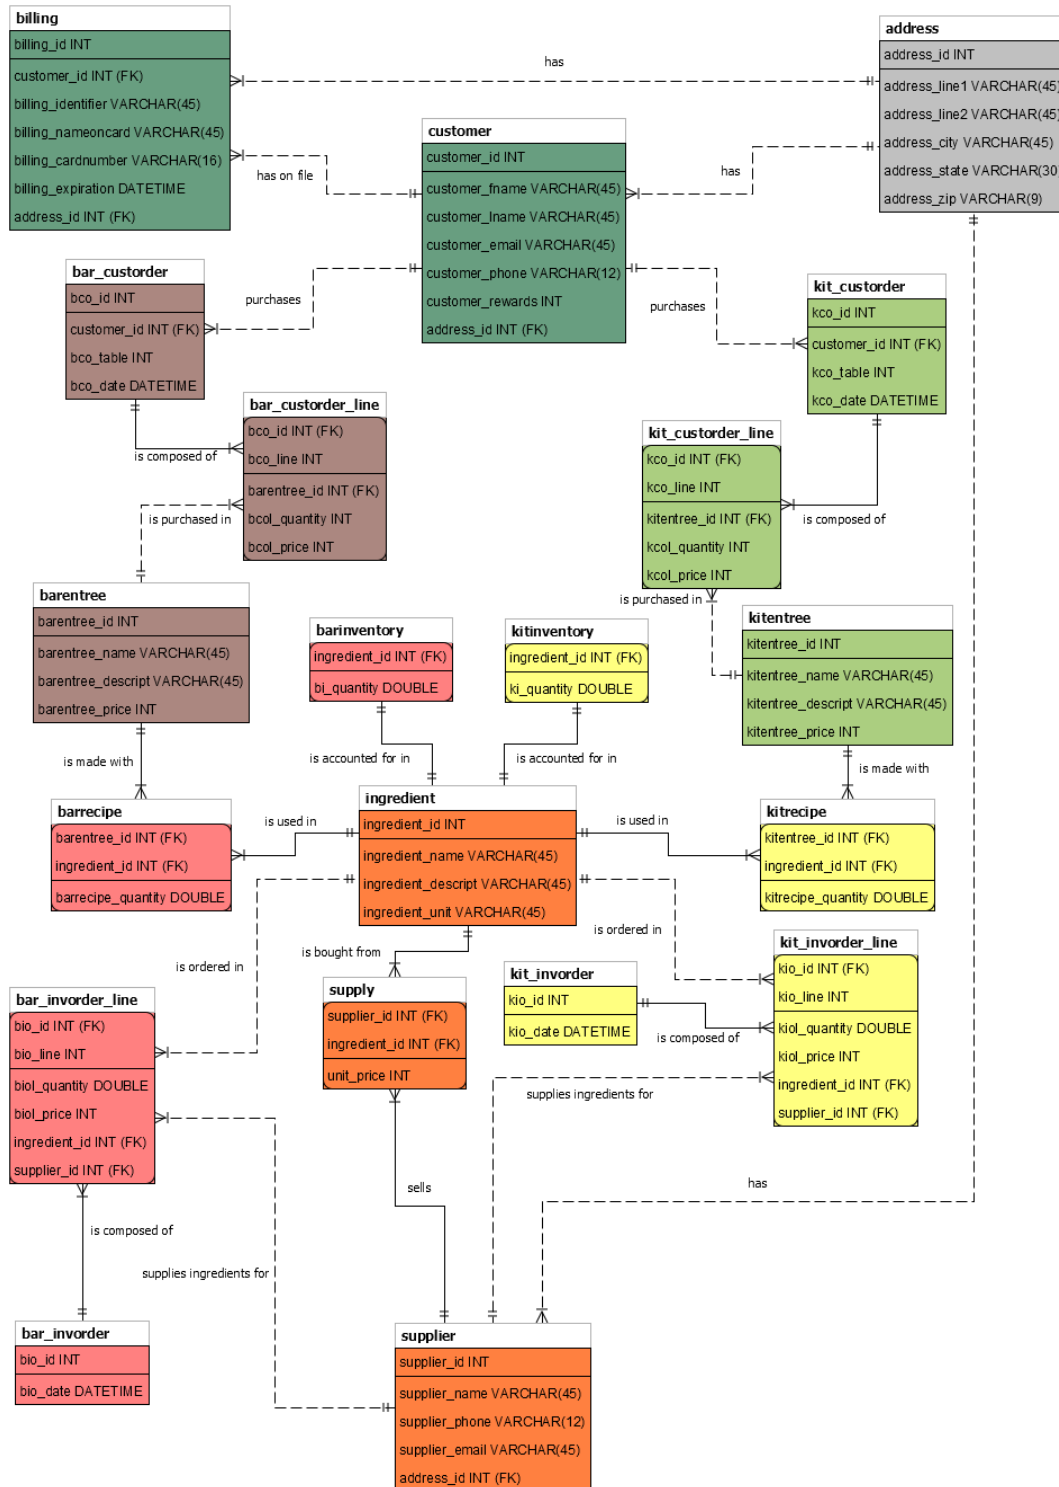 billing
billing_id INT
customer_id INT (FK)
billing_identifier VARCHAR(45)
billing_nameoncard VARCHAR(45)
billing_cardnumber VARCHAR(16)
billing_expiration DATETIME
address_id INT (FK)
has
address
address_id INT
address_line1 VARCHAR(45)
address_line2 VARCHAR(45)
address_city VARCHAR(45)
address_state VARCHAR(30)
address_zip VARCHAR(9)
has on file
customer
customer_id INT
customer_fname VARCHAR(45)
customer_lname VARCHAR(45)
customer_email VARCHAR(45)
customer_phone VARCHAR(12)
customer_rewards INT
address_id INT (FK)
has
bar_custorder
bco_id INT
customer_id INT (FK)
bco_table INT
bco_date DATETIME
purchases
purchases
kit_custorder
kco_id INT
customer_id INT (FK)
kco_table INT
kco_date DATETIME
is composed of
bar_custorder_line
bco_id INT (FK)
bco_line INT
barentree_id INT (FK)
bcol_quantity INT
bcol_price INT
kit_custorder_line
kco_id INT (FK)
kco_line INT
kitentree_id INT (FK)
kcol_quantity INT
kcol_price INT
is composed of
is purchased in
is purchased in
barentree
barentree_id INT
barentree_name VARCHAR(45)
barentree_descript VARCHAR(45)
barentree_price INT
barinventory
ingredient_id INT (FK)
bi_quantity DOUBLE
kitinventory
ingredient_id INT (FK)
ki_quantity DOUBLE
kitentree
kitentree_id INT
kitentree_name VARCHAR(45)
kitentree_descript VARCHAR(45)
kitentree_price INT
is made with
is accounted for in
is accounted for in
is made with
barrecipe
barentree_id INT (FK)
ingredient_id INT (FK)
barrecipe_quantity DOUBLE
is used in
ingredient
ingredient_id INT
ingredient_name VARCHAR(45)
ingredient_descript VARCHAR(45)
ingredient_unit VARCHAR(45)
is used in
kitrecipe
kitentree_id INT (FK)
ingredient_id INT (FK)
kitrecipe_quantity DOUBLE
is ordered in
is bought from
is ordered in
bar_invorder_line
bio_id INT (FK)
bio_line INT
biol_quantity DOUBLE
biol_price INT
ingredient_id INT (FK)
supplier_id INT (FK)
supply
supplier_id INT (FK)
ingredient_id INT (FK)
unit_price INT
kit_invorder
kio_id INT
kio_date DATETIME
is composed of
kit_invorder_line
kio_id INT (FK)
kio_line INT
kiol_quantity DOUBLE
kiol_price INT
ingredient_id INT (FK)
supplier_id INT (FK)
supplies ingredients for
sells
has
is composed of
supplies ingredients for
bar_invorder
bio_id INT
bio_date DATETIME
supplier
supplier_id INT
supplier_name VARCHAR(45)
supplier_phone VARCHAR(12)
supplier_email VARCHAR(45)
address_id INT (FK)